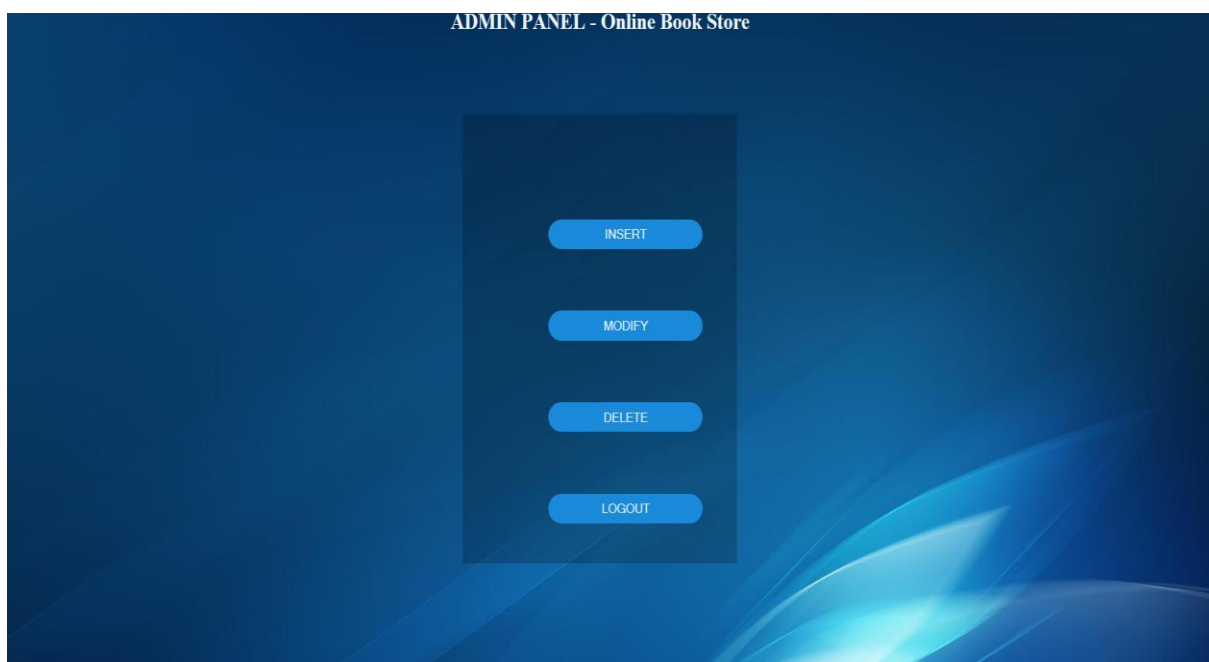 ADMIN PANEL - Online Book Store
INSERT
MODIFY
DELETE
LOGOUT